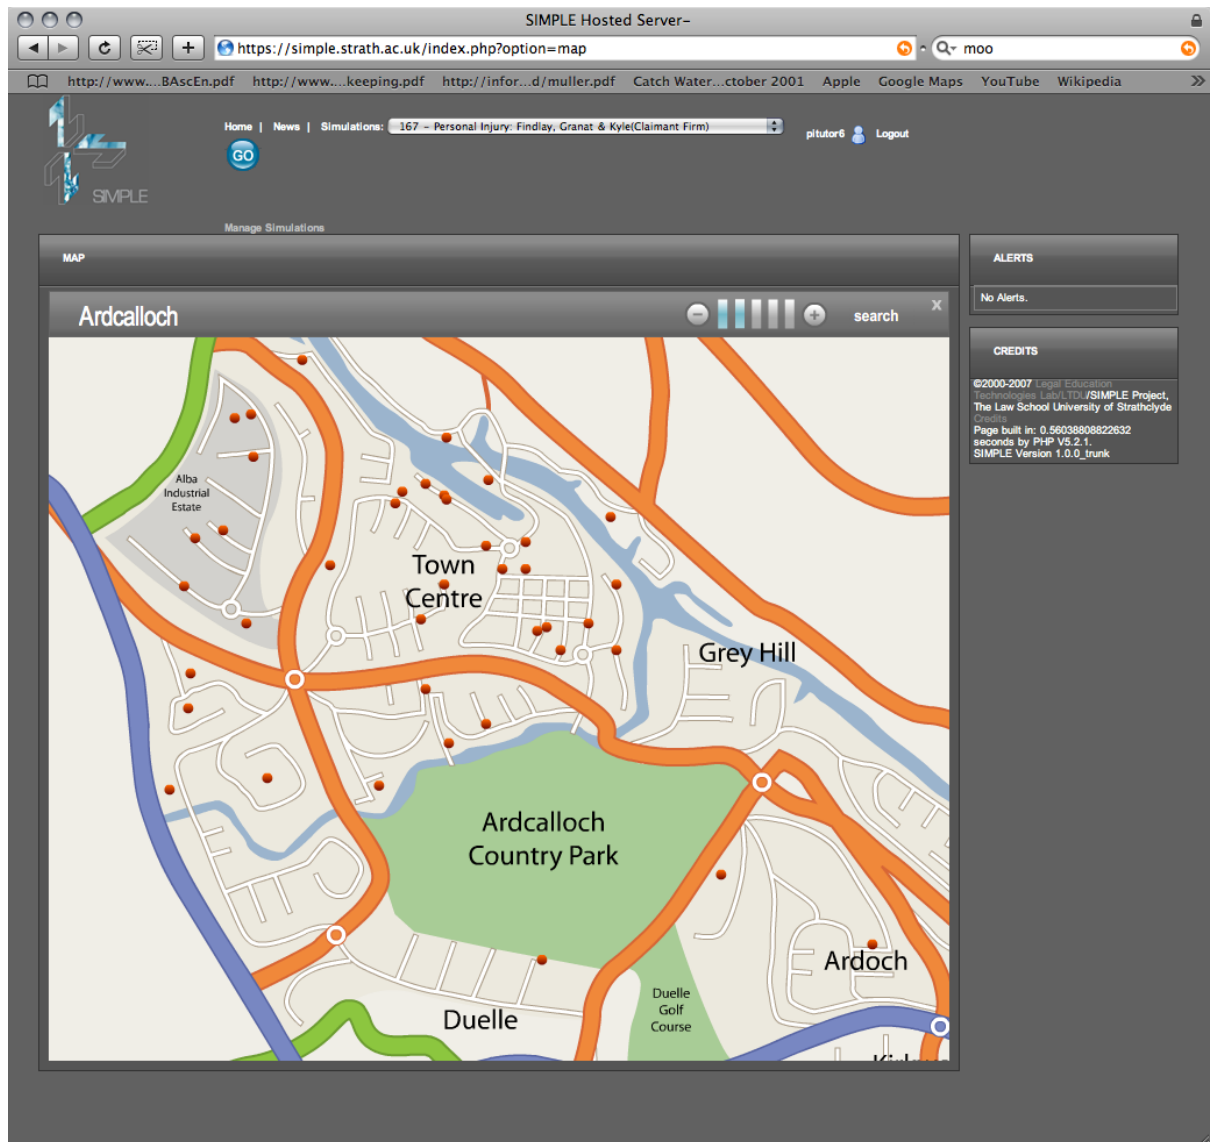 SIMPLE Hosted Server–
https://simple.strath.ac.uk/index.php?option=map
moo
http://www....BAscEn.pdf http://www....keeping.pdf http://infor...d/muller.pdf Catch Water...ctober 2001 Apple Google Maps YouTube Wikipedia
SIMPLE
Home | News | Simulations: 167 – Personal Injury: Findlay, Granat & Kyle(Claimant Firm)
pitutor6 Logout
GO
Manage Simulations
MAP
Ardcalloch
search
X
Alba
Industrial
Estate
Town
Centre
Grey Hill
Ardcalloch
Country Park
Ardoch
Duelle
Golf
Course
Duelle
ALERTS
No Alerts.
CREDITS
©2000-2007 Legal Education
Technologies Lab/LTDU/SIMPLE Project,
The Law School University of Strathclyde
Credits
Page built in: 0.56038808822632
seconds by PHP V5.2.1.
SIMPLE Version 1.0.0_trunk